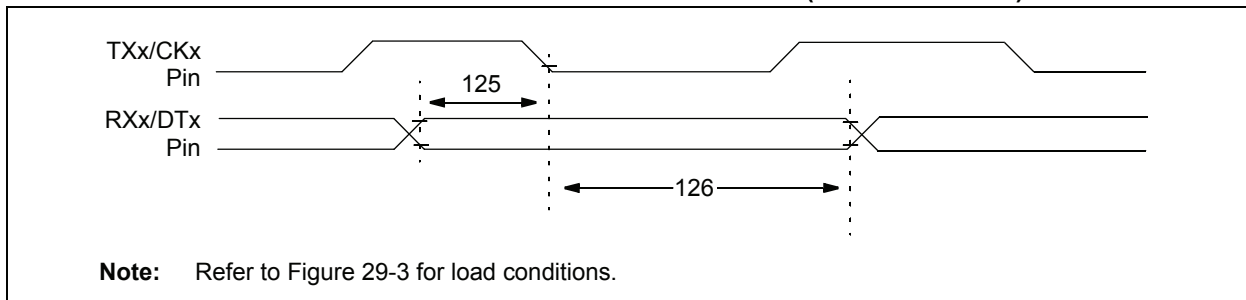 TXx/CKx
Pin
125
RXx/DTx
Pin
126
Note: Refer to Figure 29-3 for load conditions.